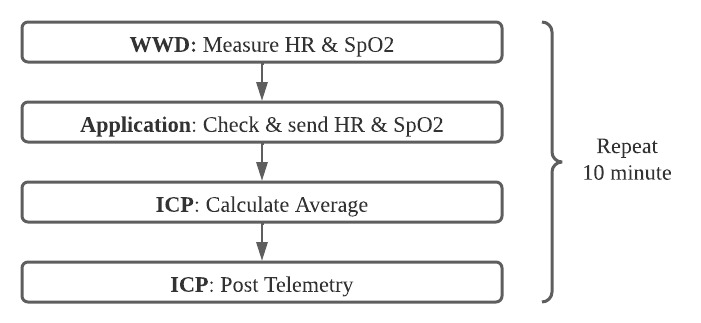 WWD: Measure HR & SpO2
Application: Check & send HR & SpO2
ICP: Calculate Average
ICP: Post Telemetry
Repeat
10 minute